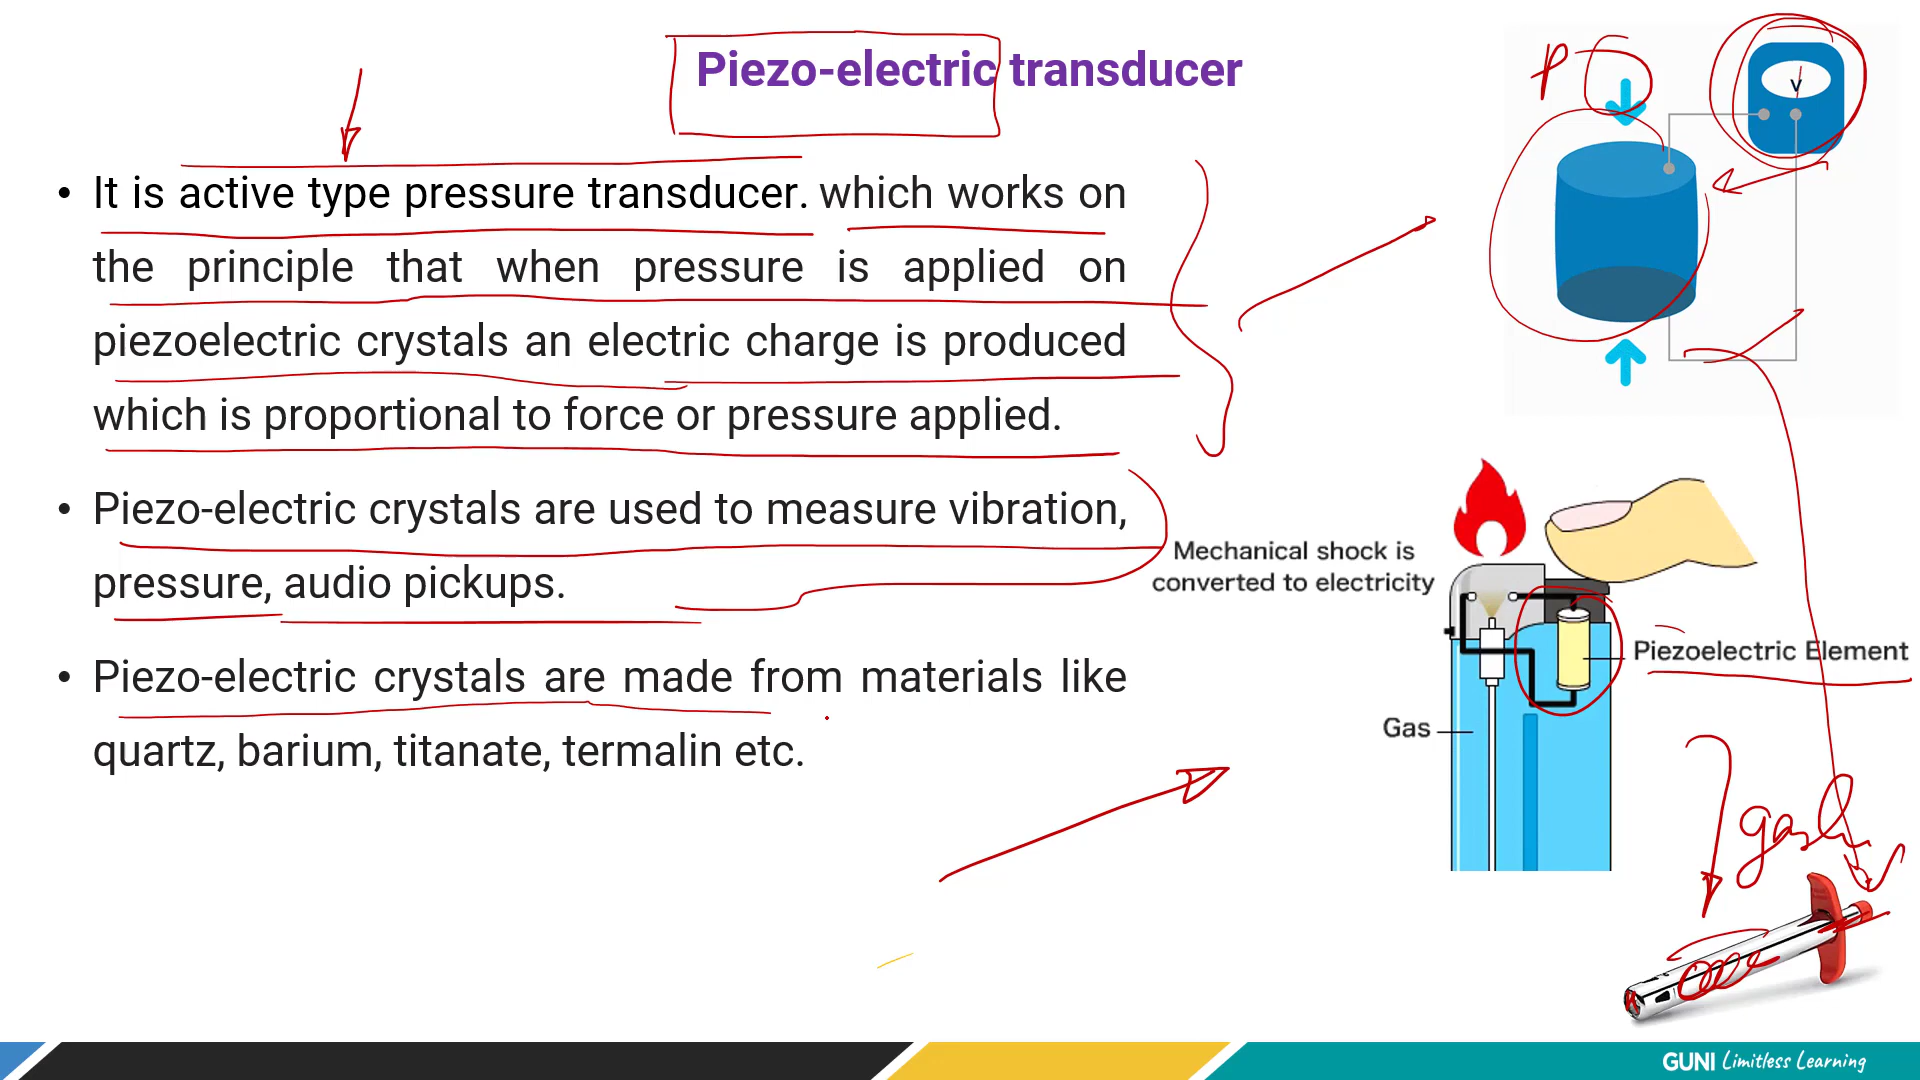 Piezo-electric transducer
P
V
• It is active type pressure transducer. which works on
the principle that when pressure is applied on
piezoelectric crystals an electric charge is produced
which is proportional to force or pressure applied.
• Piezo-electric crystals are used to measure vibration,
pressure, audio pickups.
• Piezo-electric crystals are made from materials like
quartz, barium, titanate, termalin etc.
Mechanical shock is
converted to electricity
Piezoelectric Element
Gas
GUNI Limitless Learning